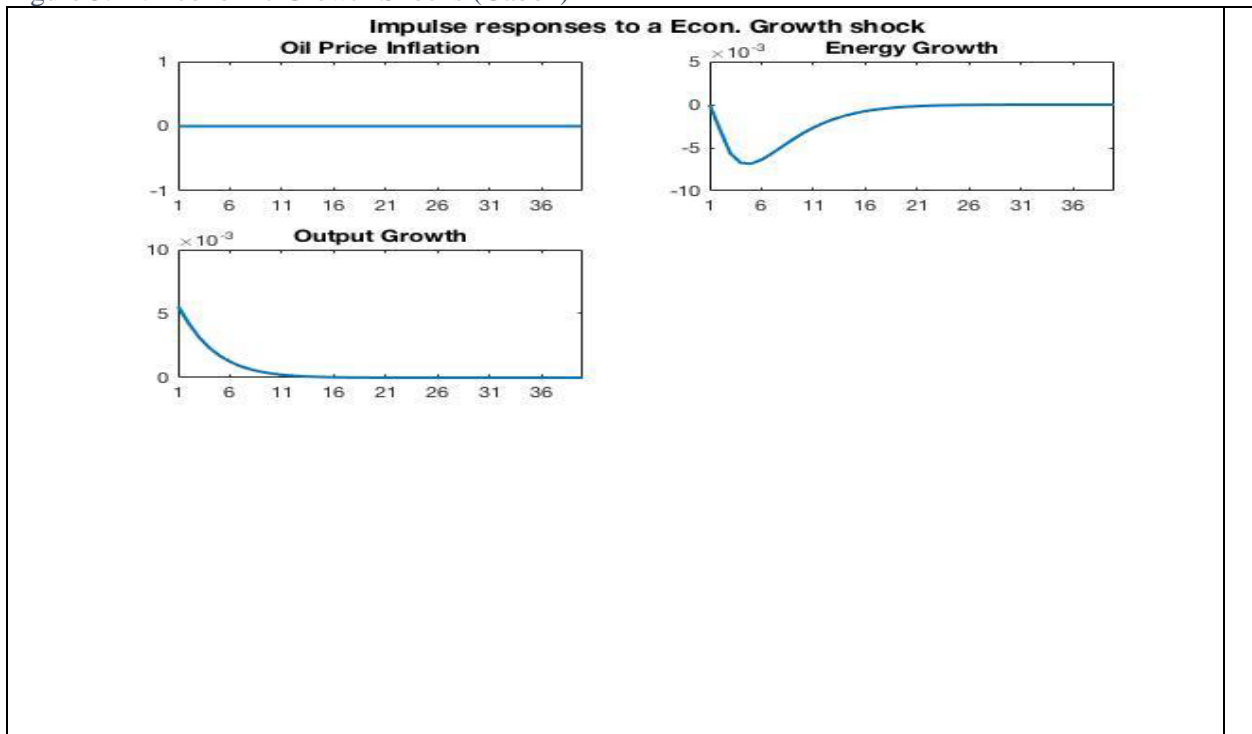 Impulse responses to a Econ. Growth shock
Oil Price Inflation
1
0
-1
1 6 11 16 21 26 31 36
Energy Growth
×10⁻³
5
0
-5
-10
1 6 11 16 21 26 31 36
Output Growth
×10⁻³
10
5
0
1 6 11 16 21 26 31 36